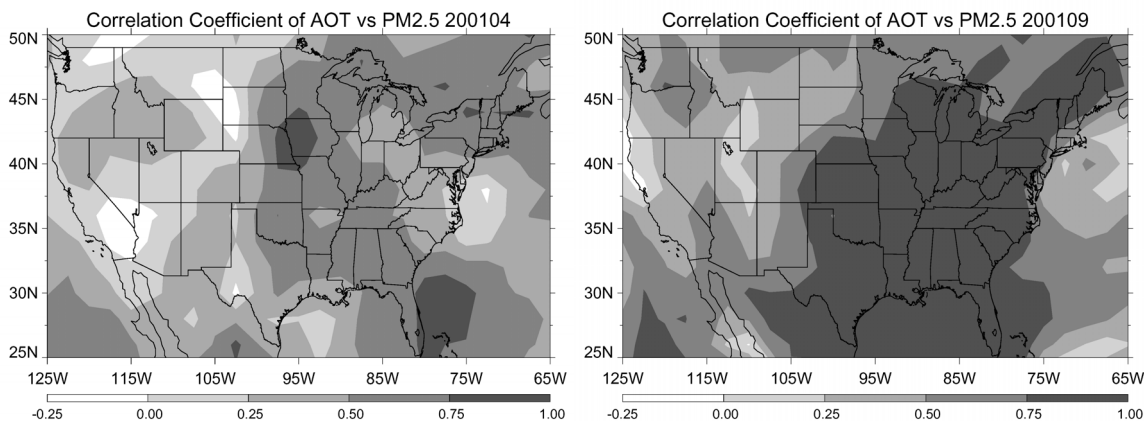 Correlation Coefficient of AOT vs PM2.5 200104
50N
45N
40N
35N
30N
25N
125W 115W 105W 95W 85W 75W 65W
-0.25 0.00 0.25 0.50 0.75 1.00
Correlation Coefficient of AOT vs PM2.5 200109
50N
45N
40N
35N
30N
25N
125W 115W 105W 95W 85W 75W 65W
-0.25 0.00 0.25 0.50 0.75 1.00